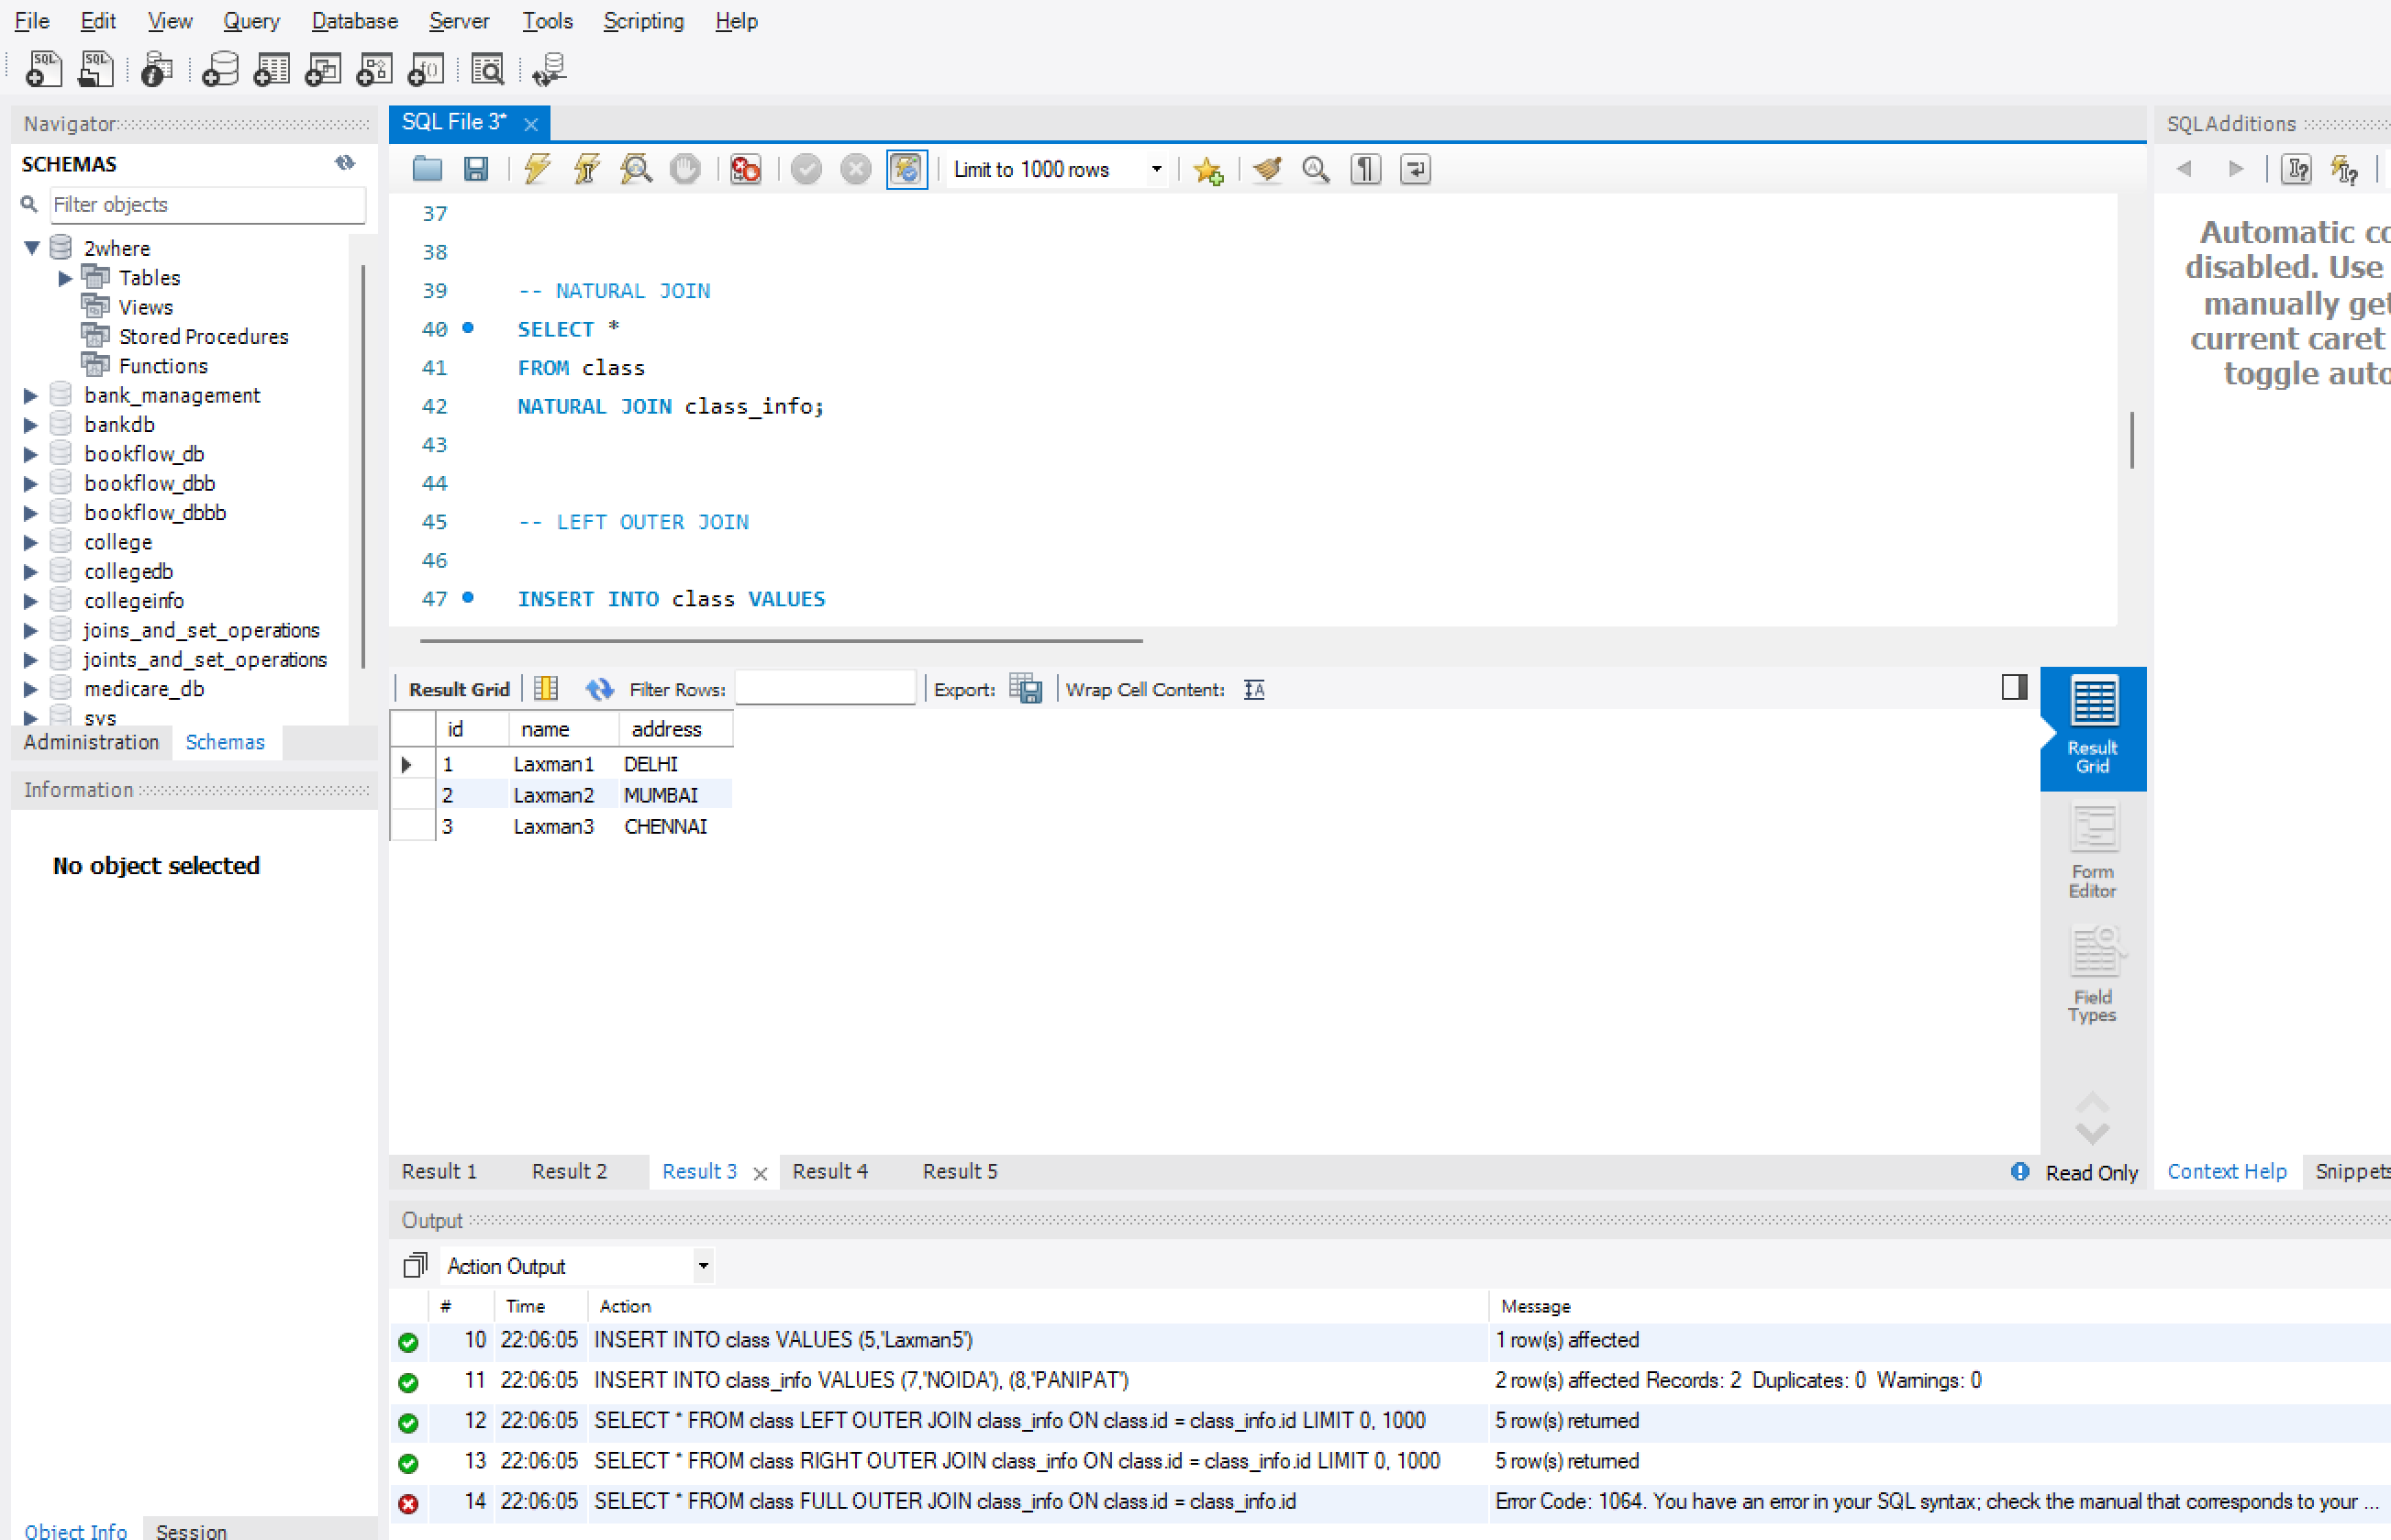 File Edit View Query Database Server Tools Scripting Help
SQL SQL
Navigator
SCHEMAS
Filter objects
2where
Tables
Views
Stored Procedures
Functions
bank_management
bankdb
bookflow_db
bookflow_dbb
bookflow_dbbb
college
collegedb
collegeinfo
joins_and_set_operations
joints_and_set_operations
medicare_db
sys
Administration Schemas
Information
No object selected
Object Info Session
SQL File 3*
Limit to 1000 rows
37
38
39 -- NATURAL JOIN
40 SELECT *
41 FROM class
42 NATURAL JOIN class_info;
43
44
45 -- LEFT OUTER JOIN
46
47 INSERT INTO class VALUES
Result Grid Filter Rows: Export: Wrap Cell Content:
id name address
1 Laxman1 DELHI
2 Laxman2 MUMBAI
3 Laxman3 CHENNAI
Result Grid
Form Editor
Field Types
Result 1 Result 2 Result 3 Result 4 Result 5 Read Only
SQLAdditions
Automatic co
disabled. Use
manually get
current caret
toggle auto
Context Help Snippets
Output
Action Output
# Time Action Message
10 22:06:05 INSERT INTO class VALUES (5,'Laxman5') 1 row(s) affected
11 22:06:05 INSERT INTO class_info VALUES (7,'NOIDA'), (8,'PANIPAT') 2 row(s) affected Records: 2 Duplicates: 0 Warnings: 0
12 22:06:05 SELECT * FROM class LEFT OUTER JOIN class_info ON class.id = class_info.id LIMIT 0, 1000 5 row(s) returned
13 22:06:05 SELECT * FROM class RIGHT OUTER JOIN class_info ON class.id = class_info.id LIMIT 0, 1000 5 row(s) returned
14 22:06:05 SELECT * FROM class FULL OUTER JOIN class_info ON class.id = class_info.id Error Code: 1064. You have an error in your SQL syntax; check the manual that corresponds to your ...